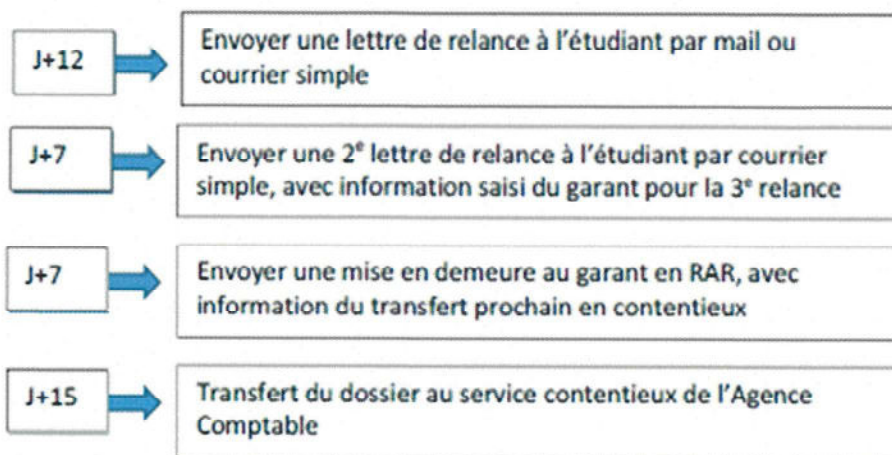 J+12
Envoyer une lettre de relance à l'étudiant par mail ou
courrier simple
J+7
Envoyer une 2e lettre de relance à l'étudiant par courrier
simple, avec information saisi du garant pour la 3e relance
J+7
Envoyer une mise en demeure au garant en RAR, avec
information du transfert prochain en contentieux
J+15
Transfert du dossier au service contentieux de l'Agence
Comptable